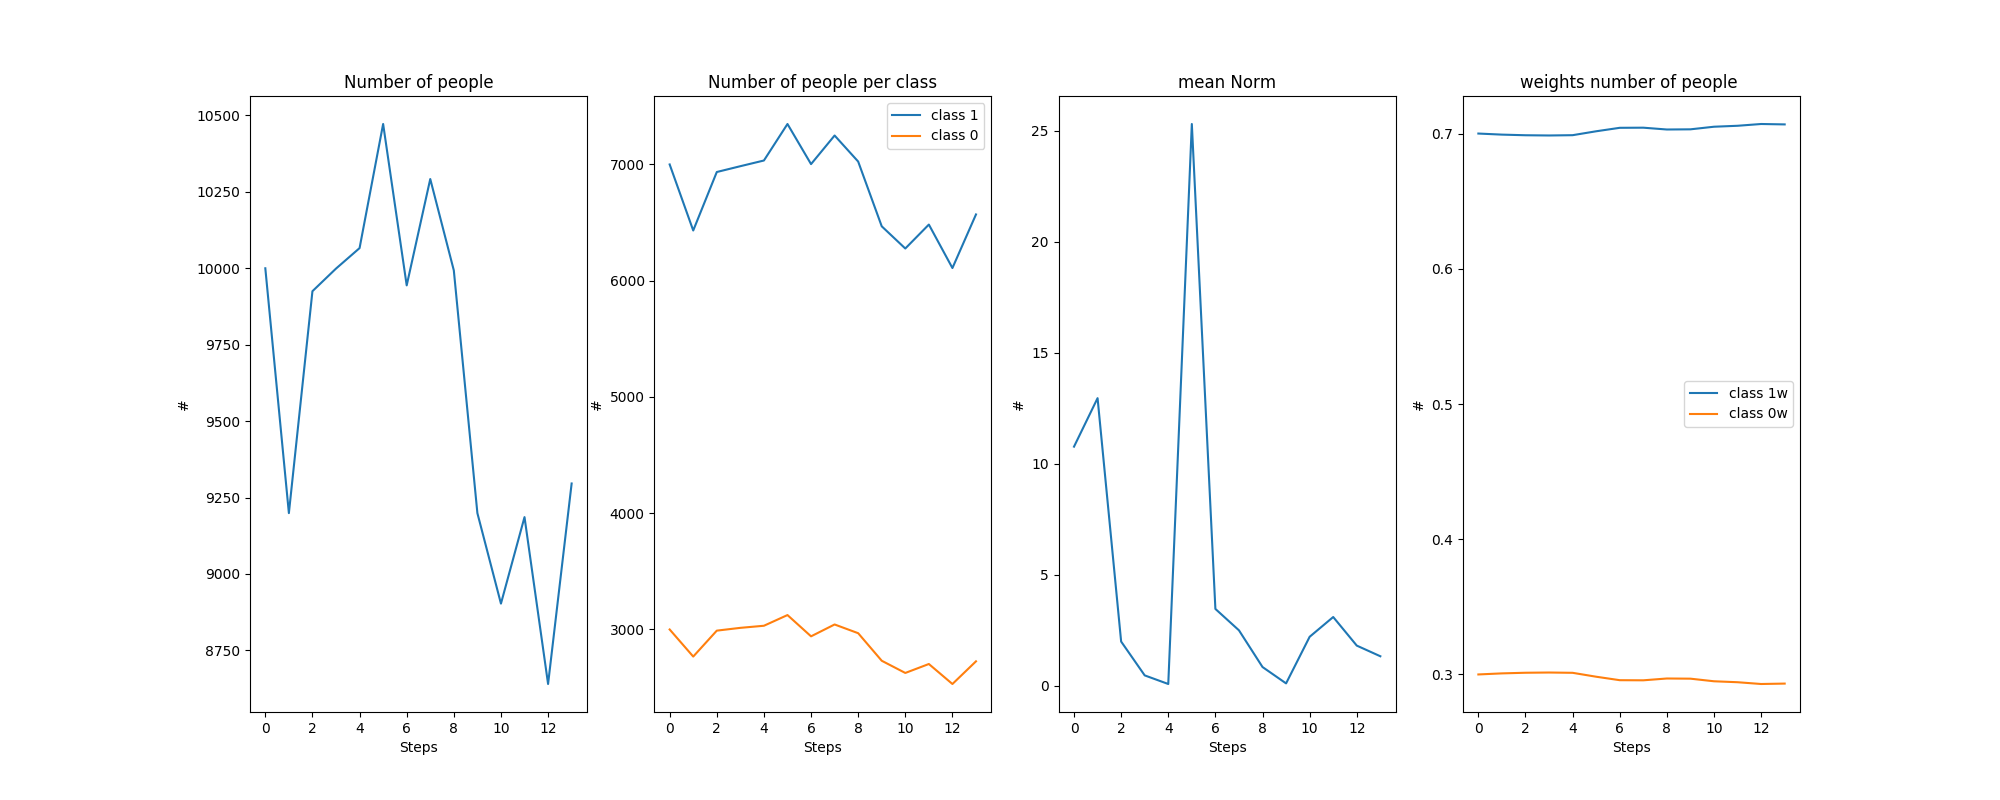 Number of people
10500
10250
10000
9750
9500
9250
9000
8750
#
0 2 4 6 8 10 12
Steps
Number of people per class
class 1
class 0
7000
6000
5000
4000
3000
#
0 2 4 6 8 10 12
Steps
mean Norm
25
20
15
10
5
0
#
0 2 4 6 8 10 12
Steps
weights number of people
0.7
0.6
0.5
0.4
0.3
#
class 1w
class 0w
0 2 4 6 8 10 12
Steps